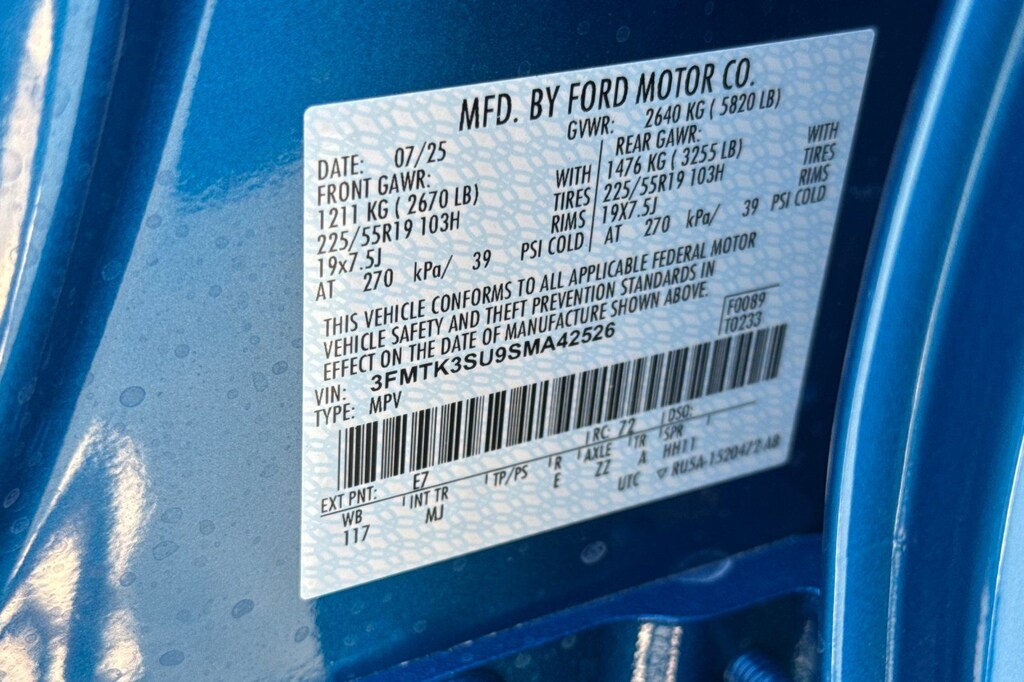 MFD. BY FORD MOTOR CO.
DATE: 07/25 GVWR: 2640 KG ( 5820 LB)
FRONT GAWR: REAR GAWR:
1211 KG ( 2670 LB) WITH 1476 KG ( 3255 LB) WITH
225/55R19 103H TIRES 225/55R19 103H TIRES
19x7.5J RIMS 19X7.5J RIMS
AT 270 kPa/ 39 PSI COLD AT 270 kPa/ 39 PSI COLD
THIS VEHICLE CONFORMS TO ALL APPLICABLE FEDERAL MOTOR
VEHICLE SAFETY AND THEFT PREVENTION STANDARDS IN
EFFECT ON THE DATE OF MANUFACTURE SHOWN ABOVE.
VIN: 3FMTK3SU9SMA42526 F0089
TYPE: MPV T0233
EXT PNT: E7 RC: 72 DSO:
WB INT TR TP/PS R AXLE TR SPR
117 MJ E ZZ A HH11
UTC ▽ RU5A-1520472-AB